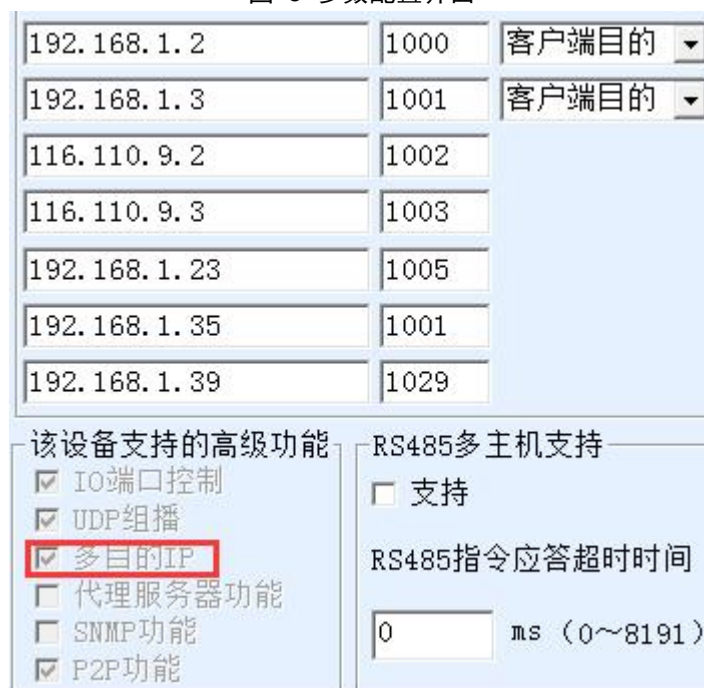 192.168.1.2 1000 客户端目的
192.168.1.3 1001 客户端目的
116.110.9.2 1002
116.110.9.3 1003
192.168.1.23 1005
192.168.1.35 1001
192.168.1.39 1029
该设备支持的高级功能
IO端口控制
UDP组播
多目的IP
代理服务器功能
SNMP功能
P2P功能
RS485多主机支持
支持
RS485指令应答超时时间
0 ms (0~8191)